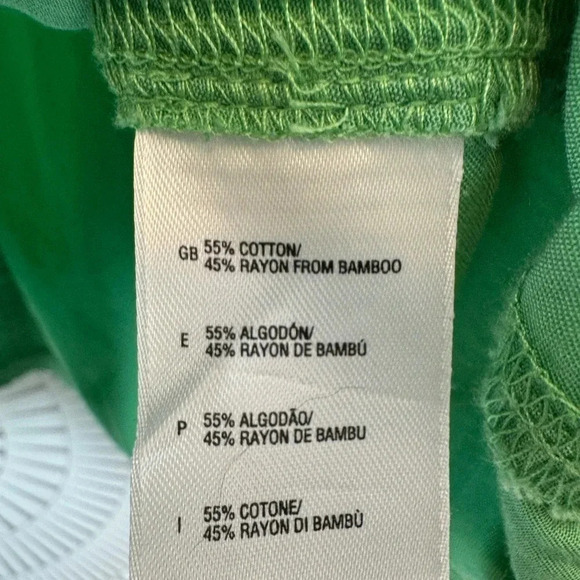 GB 55% COTTON/
45% RAYON FROM BAMBOO
E 55% ALGODÓN/
45% RAYON DE BAMBÚ
P 55% ALGODÃO/
45% RAYON DE BAMBU
I 55% COTONE/
45% RAYON DI BAMBÙ